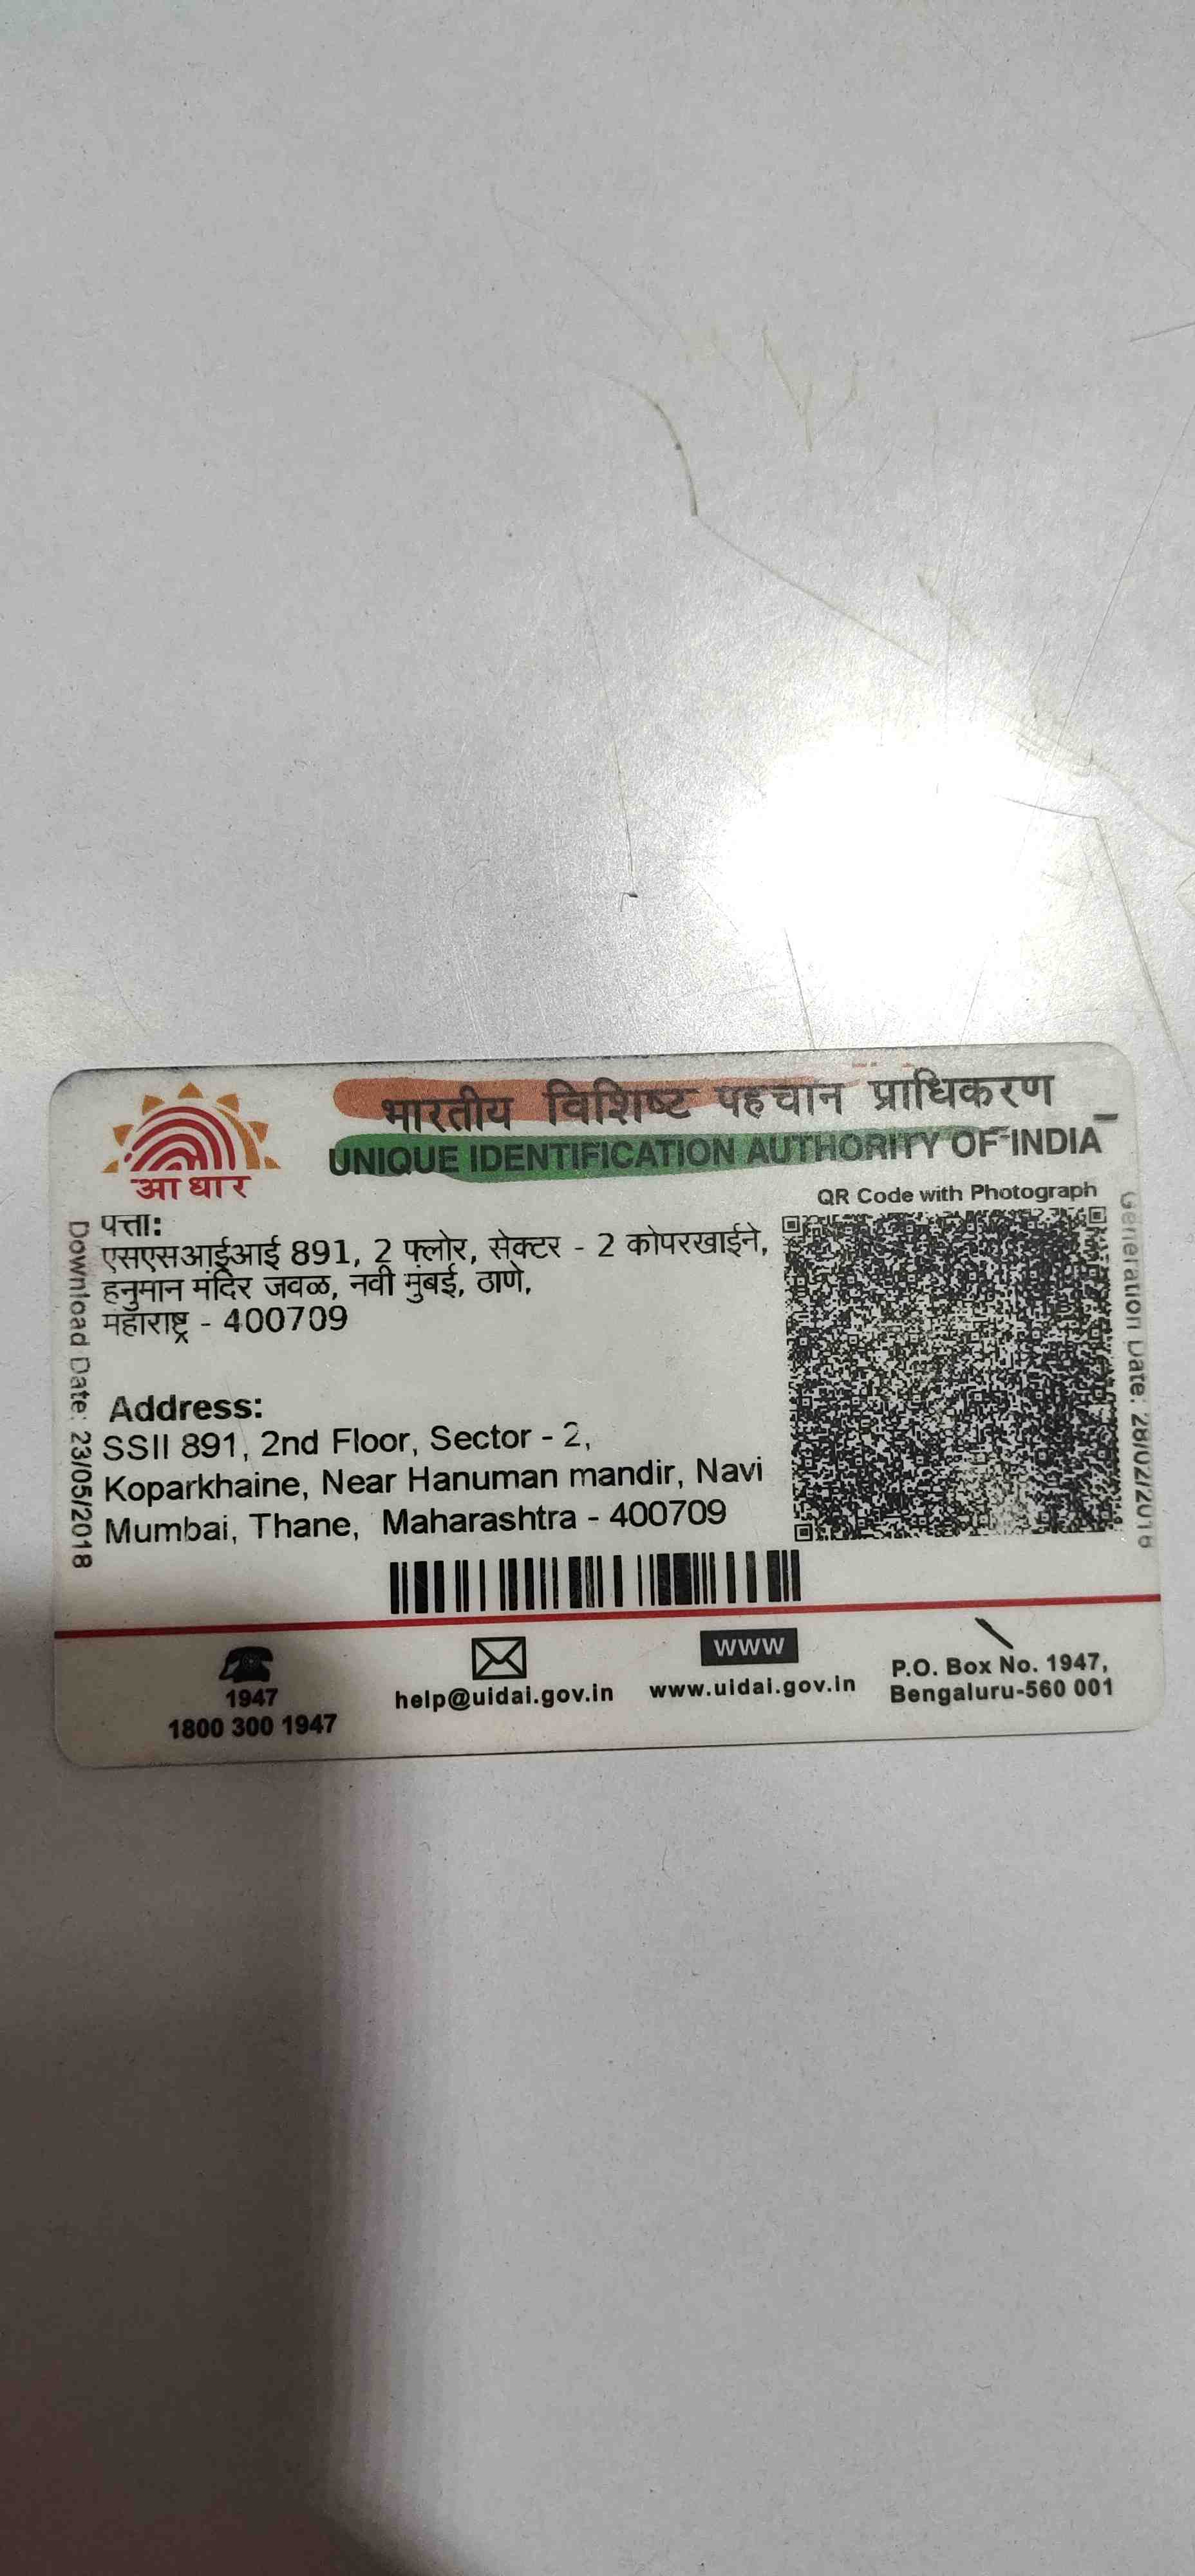 भारतीय विशिष्ट पहचान प्राधिकरण
UNIQUE IDENTIFICATION AUTHORITY OF INDIA
आधार
QR Code with Photograph
पत्ता:
एसएसआईआई 891, 2 फ्लोर, सेक्टर - 2 कोपरखाईने,
हनुमान मंदिर जवळ, नवी मुंबई, ठाणे,
महाराष्ट्र - 400709
Address:
SSII 891, 2nd Floor, Sector - 2,
Koparkhaine, Near Hanuman mandir, Navi
Mumbai, Thane, Maharashtra - 400709
Download Date: 23/05/2018
Generation Date: 28/02/2018
1947
1800 300 1947
help@uidai.gov.in
www
www.uidai.gov.in
P.O. Box No. 1947,
Bengaluru-560 001